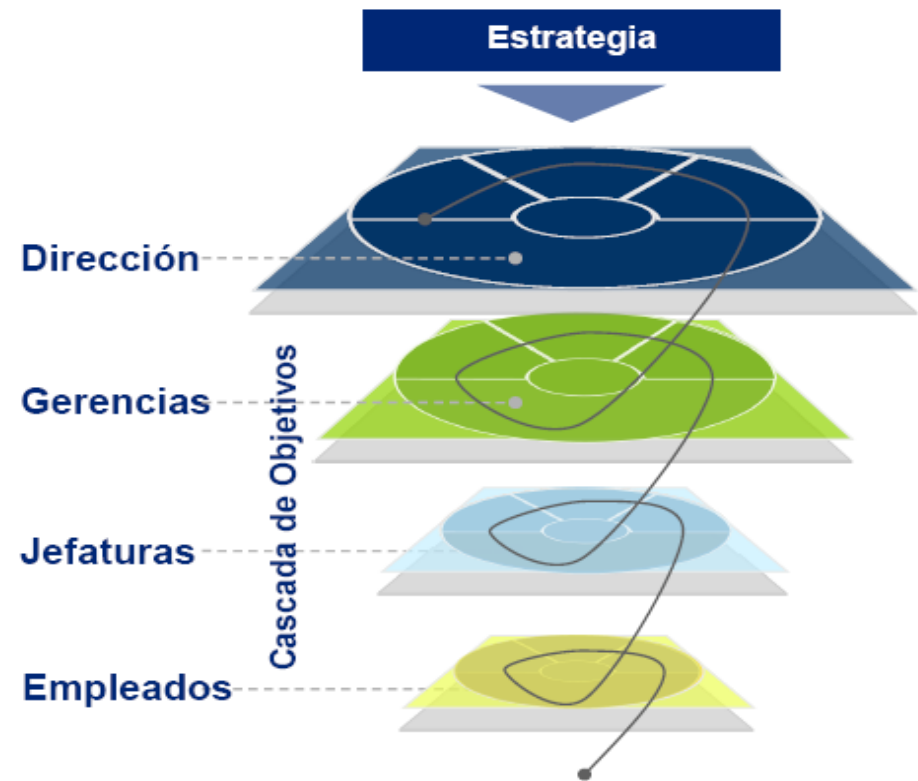 Estrategia
Dirección
Gerencias
Cascada de Objetivos
Jefaturas
Empleados